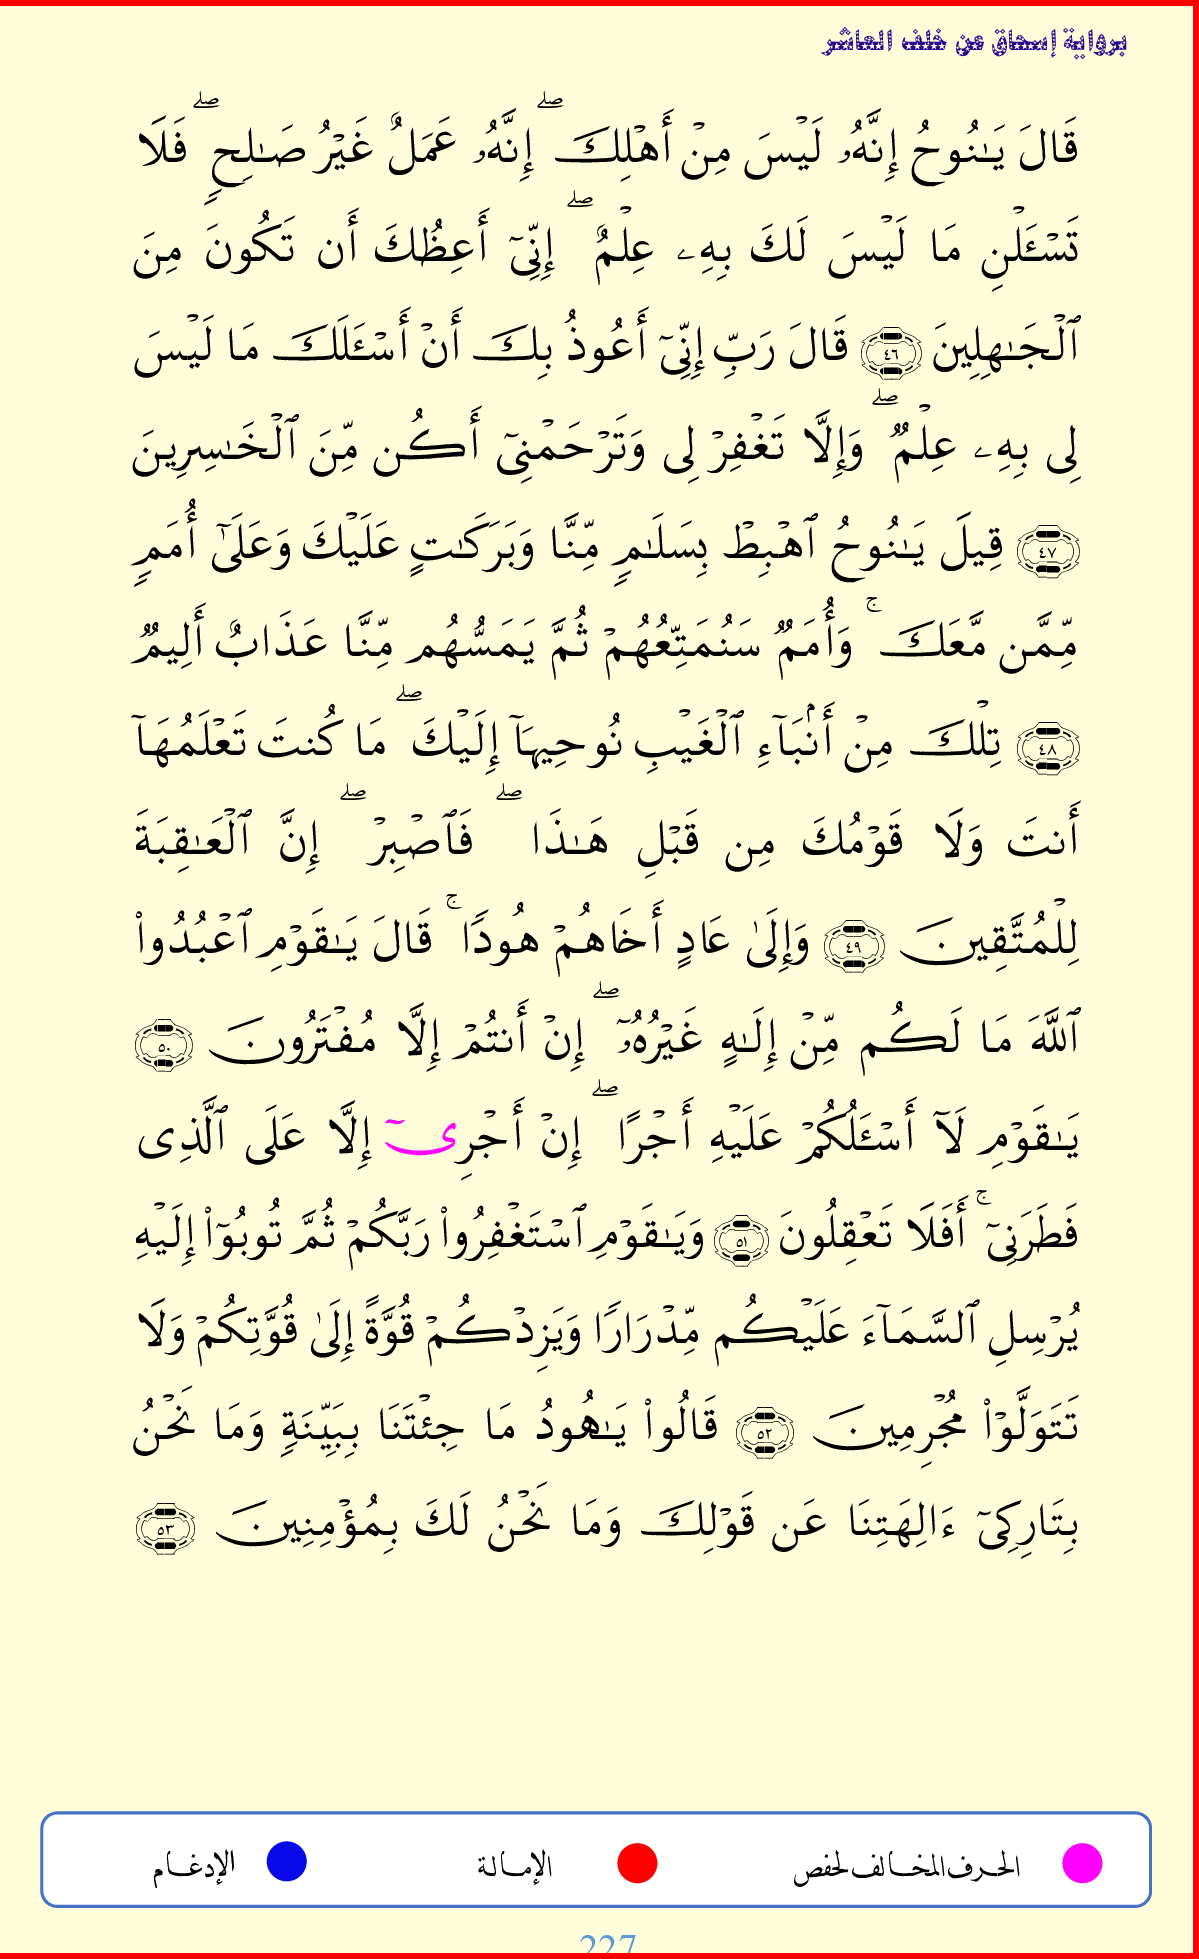 برواية إسحاق عن خلف العاشر
قَالَ يَـٰنُوحُ إِنَّهُۥ لَيْسَ مِنْ أَهْلِكَ ۖ إِنَّهُۥ عَمَلٌ غَيْرُ صَـٰلِحٍ ۖ فَلَا
تَسْـَٔلْنِ مَا لَيْسَ لَكَ بِهِۦ عِلْمٌ ۖ إِنِّىٓ أَعِظُكَ أَن تَكُونَ مِنَ
ٱلْجَـٰهِلِينَ ٤٦ قَالَ رَبِّ إِنِّىٓ أَعُوذُ بِكَ أَنْ أَسْـَٔلَكَ مَا لَيْسَ
لِى بِهِۦ عِلْمٌ ۖ وَإِلَّا تَغْفِرْ لِى وَتَرْحَمْنِىٓ أَكُن مِّنَ ٱلْخَـٰسِرِينَ
٤٧ قِيلَ يَـٰنُوحُ ٱهْبِطْ بِسَلَـٰمٍ مِّنَّا وَبَرَكَـٰتٍ عَلَيْكَ وَعَلَىٰٓ أُمَمٍ
مِّمَّن مَّعَكَ ۚ وَأُمَمٌ سَنُمَتِّعُهُمْ ثُمَّ يَمَسُّهُم مِّنَّا عَذَابٌ أَلِيمٌ
٤٨ تِلْكَ مِنْ أَنۢبَآءِ ٱلْغَيْبِ نُوحِيهَآ إِلَيْكَ ۖ مَا كُنتَ تَعْلَمُهَآ
أَنتَ وَلَا قَوْمُكَ مِن قَبْلِ هَـٰذَا ۖ فَٱصْبِرْ ۖ إِنَّ ٱلْعَـٰقِبَةَ
لِلْمُتَّقِينَ ٤٩ وَإِلَىٰ عَادٍ أَخَاهُمْ هُودًا ۚ قَالَ يَـٰقَوْمِ ٱعْبُدُوا۟
ٱللَّهَ مَا لَكُم مِّنْ إِلَـٰهٍ غَيْرُهُۥٓ ۖ إِنْ أَنتُمْ إِلَّا مُفْتَرُونَ ٥٠
يَـٰقَوْمِ لَآ أَسْـَٔلُكُمْ عَلَيْهِ أَجْرًا ۖ إِنْ أَجْرِىٓ إِلَّا عَلَى ٱلَّذِى
فَطَرَنِىٓ ۚ أَفَلَا تَعْقِلُونَ ٥١ وَيَـٰقَوْمِ ٱسْتَغْفِرُوا۟ رَبَّكُمْ ثُمَّ تُوبُوٓا۟ إِلَيْهِ
يُرْسِلِ ٱلسَّمَآءَ عَلَيْكُم مِّدْرَارًا وَيَزِدْكُمْ قُوَّةً إِلَىٰ قُوَّتِكُمْ وَلَا
تَتَوَلَّوْا۟ مُجْرِمِينَ ٥٢ قَالُوا۟ يَـٰهُودُ مَا جِئْتَنَا بِبَيِّنَةٍ وَمَا نَحْنُ
بِتَارِكِىٓ ءَالِهَتِنَا عَن قَوْلِكَ وَمَا نَحْنُ لَكَ بِمُؤْمِنِينَ ٥٣
الحرف المخالف لحفص الإمالة الإدغام
227